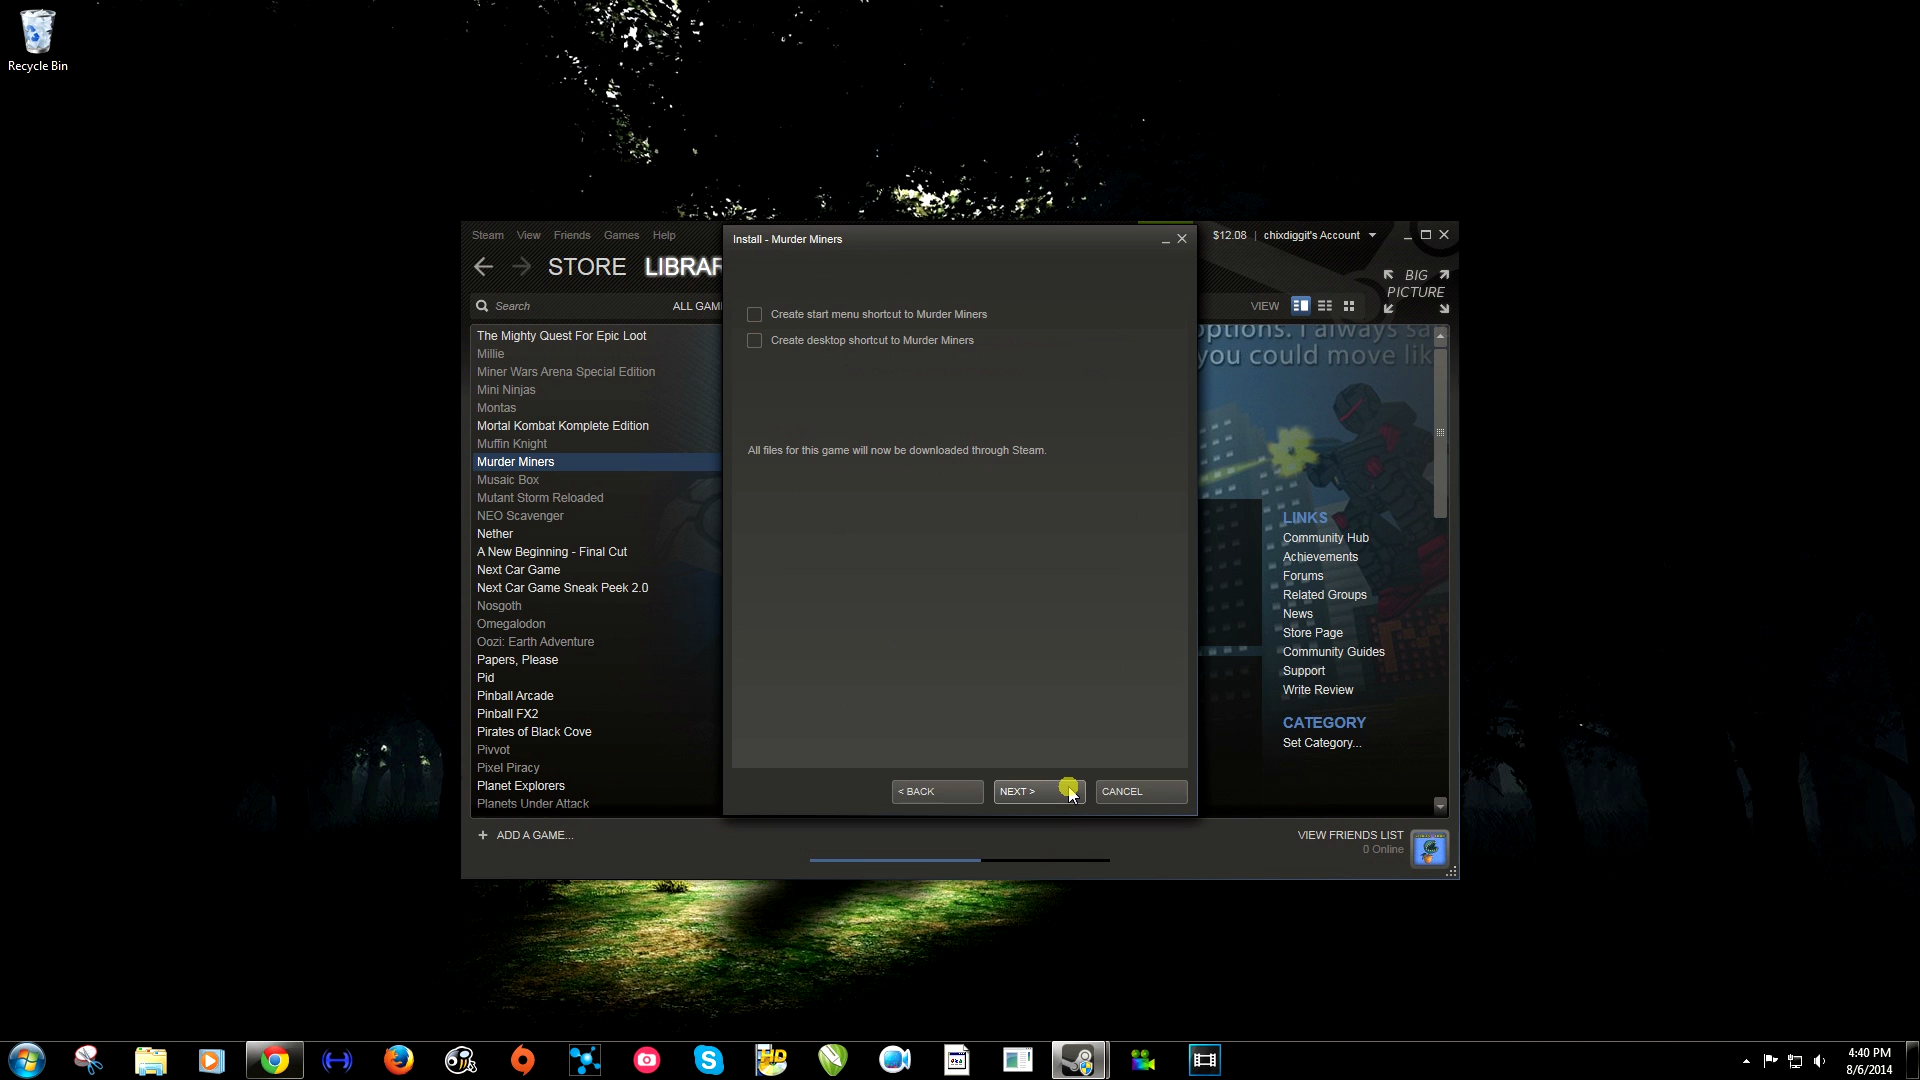 Recycle Bin
Steam View Friends Games Help
Install - Murder Miners
$12.08 | chixdiggit's Account
STORE LIBRAR
BIG
PICTURE
Search
ALL GAM
VIEW
Create start menu shortcut to Murder Miners
Create desktop shortcut to Murder Miners
All files for this game will now be downloaded through Steam.
options. I always sa
you could move lik
The Mighty Quest For Epic Loot
Millie
Miner Wars Arena Special Edition
Mini Ninjas
Montas
Mortal Kombat Komplete Edition
Muffin Knight
Murder Miners
Musaic Box
Mutant Storm Reloaded
NEO Scavenger
Nether
A New Beginning - Final Cut
Next Car Game
Next Car Game Sneak Peek 2.0
Nosgoth
Omegalodon
Oozi: Earth Adventure
Papers, Please
Pid
Pinball Arcade
Pinball FX2
Pirates of Black Cove
Pivvot
Pixel Piracy
Planet Explorers
Planets Under Attack
LINKS
Community Hub
Achievements
Forums
Related Groups
News
Store Page
Community Guides
Support
Write Review
CATEGORY
Set Category...
< BACK
NEXT >
CANCEL
+ ADD A GAME...
VIEW FRIENDS LIST
0 Online
HD
4:40 PM
8/6/2014